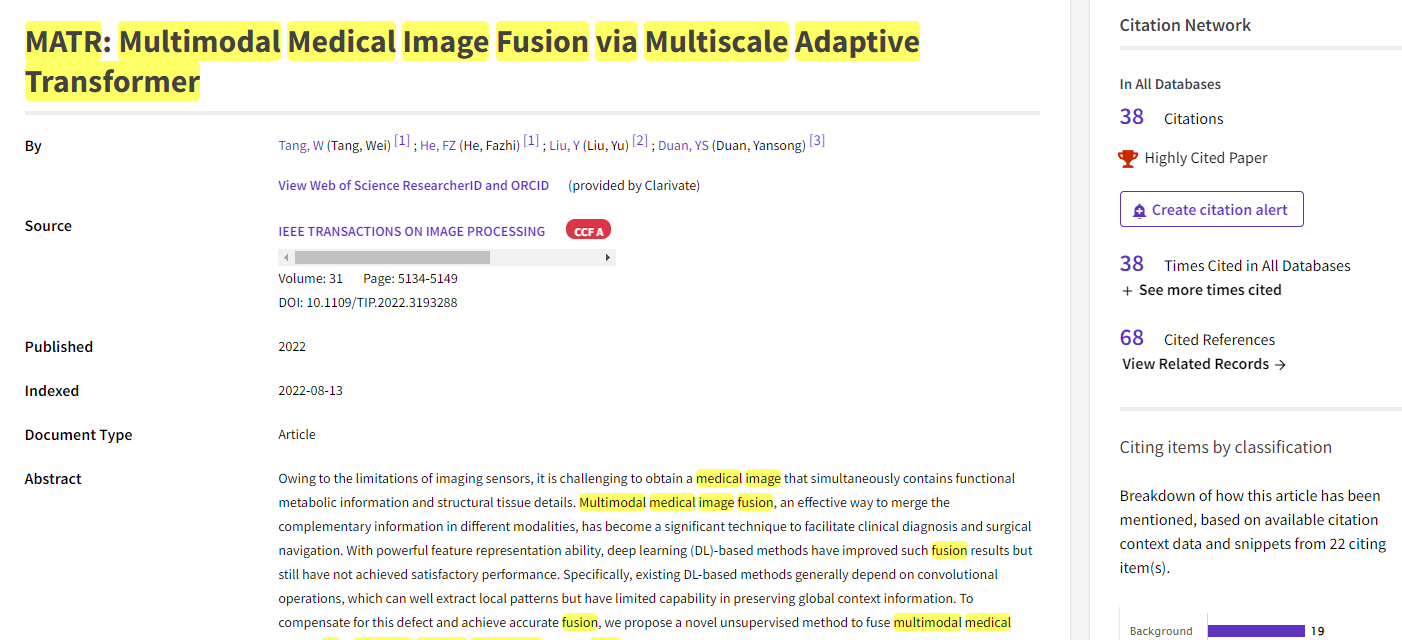 MATR: Multimodal Medical Image Fusion via Multiscale Adaptive
Transformer
By
Tang, W (Tang, Wei) [1] ; He, FZ (He, Fazhi) [1] ; Liu, Y (Liu, Yu) [2] ; Duan, YS (Duan, Yansong) [3]
View Web of Science ResearcherID and ORCID (provided by Clarivate)
Source
IEEE TRANSACTIONS ON IMAGE PROCESSING CCF A
Volume: 31 Page: 5134-5149
DOI: 10.1109/TIP.2022.3193288
Published
2022
Indexed
2022-08-13
Document Type
Article
Abstract
Owing to the limitations of imaging sensors, it is challenging to obtain a medical image that simultaneously contains functional
metabolic information and structural tissue details. Multimodal medical image fusion, an effective way to merge the
complementary information in different modalities, has become a significant technique to facilitate clinical diagnosis and surgical
navigation. With powerful feature representation ability, deep learning (DL)-based methods have improved such fusion results but
still have not achieved satisfactory performance. Specifically, existing DL-based methods generally depend on convolutional
operations, which can well extract local patterns but have limited capability in preserving global context information. To
compensate for this defect and achieve accurate fusion, we propose a novel unsupervised method to fuse multimodal medical
Citation Network
In All Databases
38 Citations
Highly Cited Paper
Create citation alert
38 Times Cited in All Databases
+ See more times cited
68 Cited References
View Related Records →
Citing items by classification
Breakdown of how this article has been
mentioned, based on available citation
context data and snippets from 22 citing
item(s).
Background 19